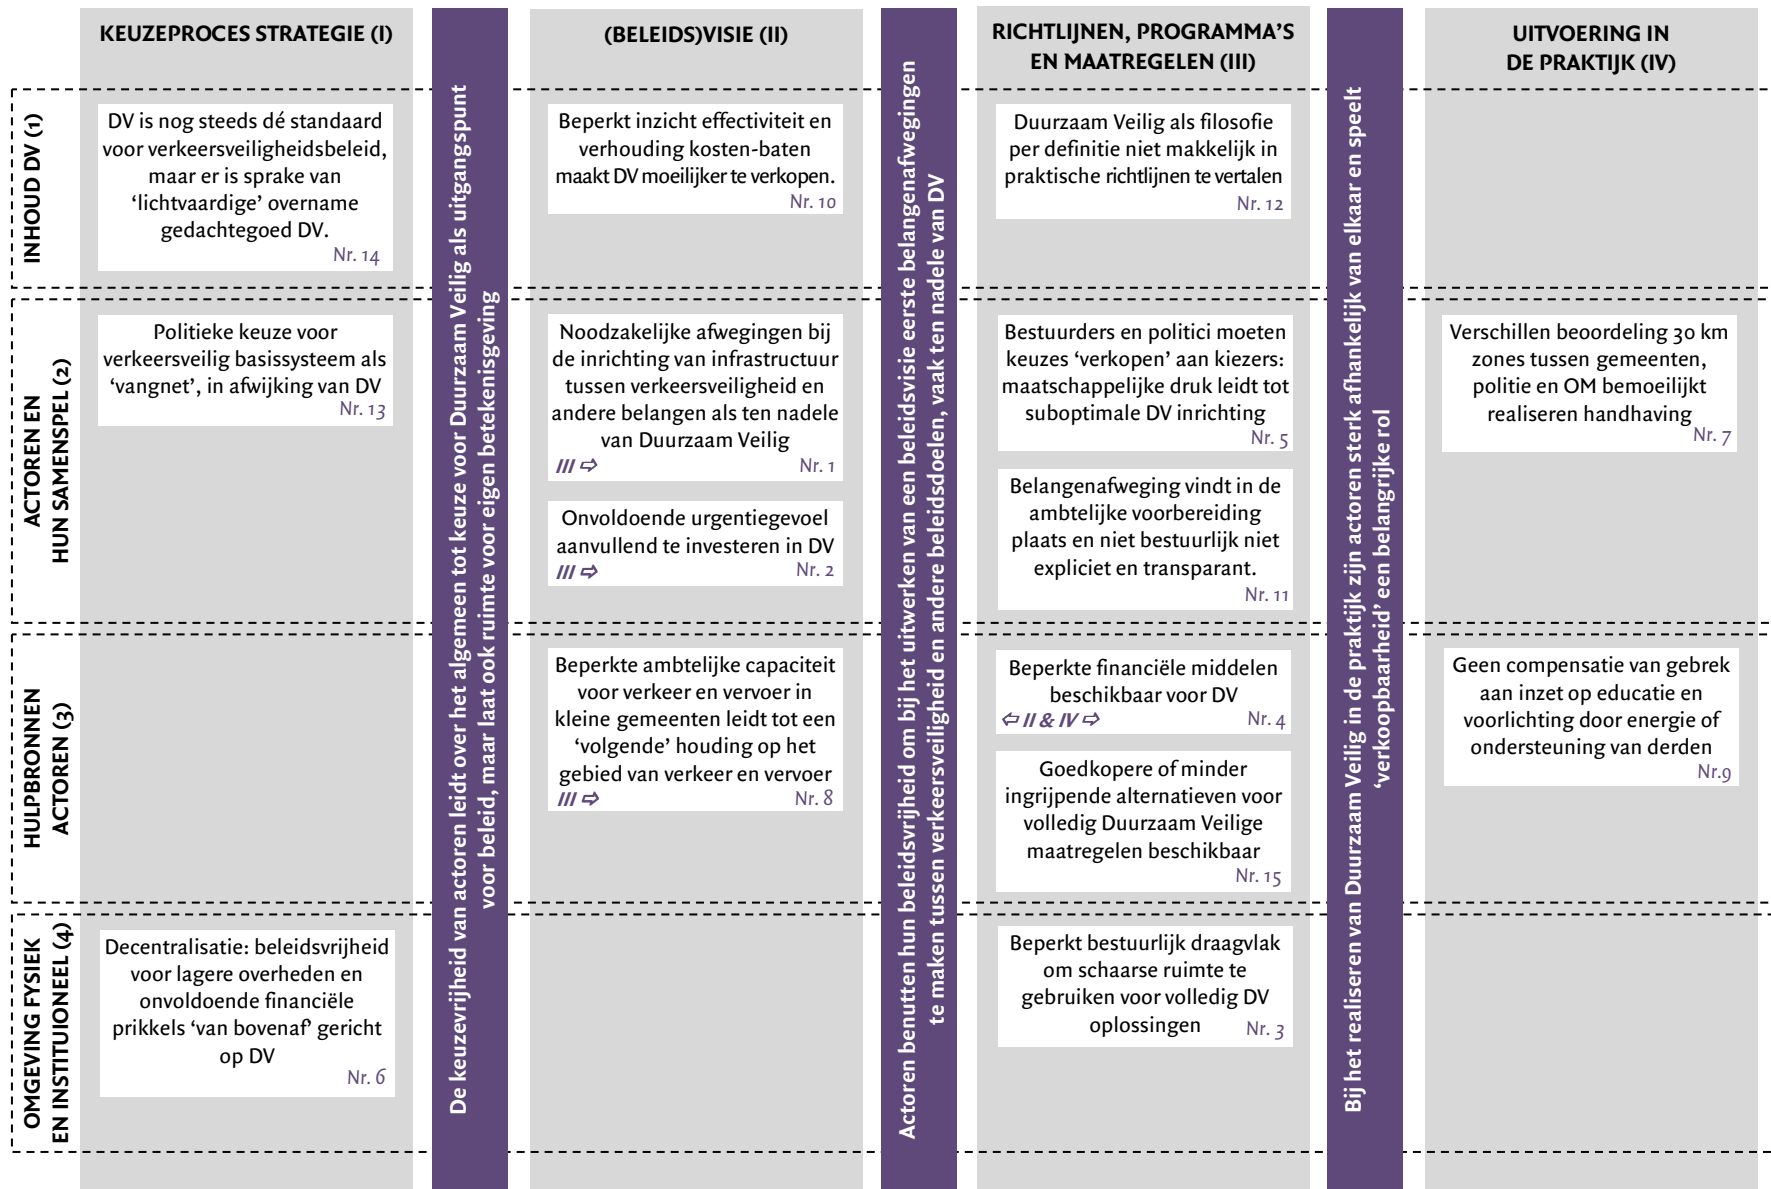 KEUZEPROCES STRATEGIE (I)
(BELEIDS)VISIE (II)
RICHTLIJNEN, PROGRAMMA'S
EN MAATREGELEN (III)
UITVOERING IN
DE PRAKTIJK (IV)
INHOUD DV (1)
DV is nog steeds dé standaard
voor verkeersveiligheidsbeleid,
maar er is sprake van
‘lichtvaardige’ overname
gedachtegoed DV.
Nr. 14
Beperkt inzicht effectiviteit en
verhouding kosten-baten
maakt DV moeilijker te verkopen.
Nr. 10
Duurzaam Veilig als filosofie
per definitie niet makkelijk in
praktische richtlijnen te vertalen
Nr. 12
ACTOREN EN
HUN SAMENSPEL (2)
Politieke keuze voor
verkeersveilig basissysteem als
‘vangnet’, in afwijking van DV
Nr. 13
Noodzakelijke afwegingen bij
de inrichting van infrastructuur
tussen verkeersveiligheid en
andere belangen als ten nadele
van Duurzaam Veilig
III ⇨ Nr. 1
Onvoldoende urgentiegevoel
aanvullend te investeren in DV
III ⇨ Nr. 2
Bestuurders en politici moeten
keuzes ‘verkopen’ aan kiezers:
maatschappelijke druk leidt tot
suboptimale DV inrichting
Nr. 5
Belangenafweging vindt in de
ambtelijke voorbereiding
plaats en niet bestuurlijk niet
expliciet en transparant.
Nr. 11
Verschillen beoordeling 30 km
zones tussen gemeenten,
politie en OM bemoeilijkt
realiseren handhaving
Nr. 7
HULPBRONNEN
ACTOREN (3)
Beperkte ambtelijke capaciteit
voor verkeer en vervoer in
kleine gemeenten leidt tot een
‘volgende’ houding op het
gebied van verkeer en vervoer
III ⇨ Nr. 8
Beperkte financiële middelen
beschikbaar voor DV
⇦ II & IV ⇨ Nr. 4
Goedkopere of minder
ingrijpende alternatieven voor
volledig Duurzaam Veilige
maatregelen beschikbaar
Nr. 15
Geen compensatie van gebrek
aan inzet op educatie en
voorlichting door energie of
ondersteuning van derden
Nr.9
OMGEVING FYSIEK
EN INSTITUIONEEL (4)
Decentralisatie: beleidsvrijheid
voor lagere overheden en
onvoldoende financiële
prikkels ‘van bovenaf’ gericht
op DV
Nr. 6
Beperkt bestuurlijk draagvlak
om schaarse ruimte te
gebruiken voor volledig DV
oplossingen Nr. 3
De keuzevrijheid van actoren leidt over het algemeen tot keuze voor Duurzaam Veilig als uitgangspunt
voor beleid, maar laat ook ruimte voor eigen betekenisgeving
Actoren benutten hun beleidsvrijheid om bij het uitwerken van een beleidsvisie eerste belangenafwegingen
te maken tussen verkeersveiligheid en andere beleidsdoelen, vaak ten nadele van DV
Bij het realiseren van Duurzaam Veilig in de praktijk zijn actoren sterk afhankelijk van elkaar en speelt
‘verkoopbaarheid’ een belangrijke rol